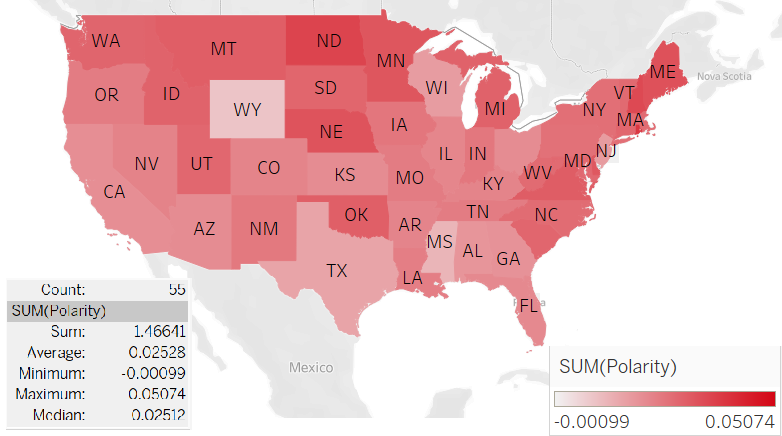 WA
MT
ND
MN
ME
Nova Scotia
OR
ID
WY
SD
WI
MI
VT
NY
MA
NE
IA
NV
UT
CO
KS
MO
IL
IN
WV
MD
NJ
CA
KY
AZ
NM
OK
AR
TN
NC
MS
AL
GA
TX
LA
FL
Mexico
Count: 55
SUM(Polarity)
Sum: 1.46641
Average: 0.02528
Minimum: -0.00099
Maximum: 0.05074
Median: 0.02512
SUM(Polarity)
-0.00099 0.05074